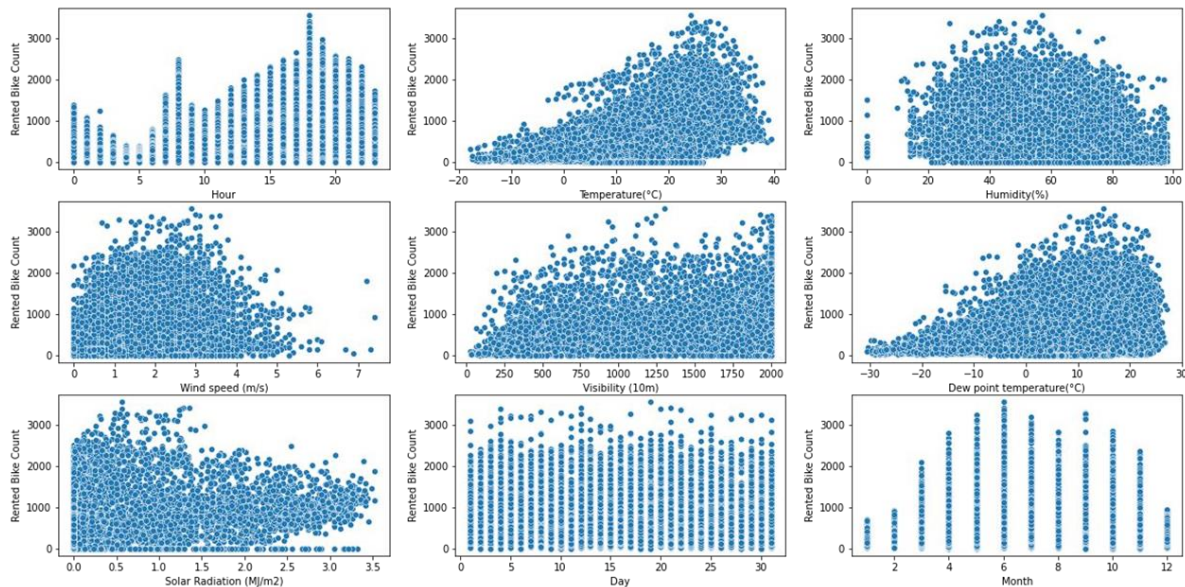 Rented Bike Count
3000
2000
1000
0
0 5 10 15 20
Hour
Rented Bike Count
3000
2000
1000
0
−20 −10 0 10 20 30 40
Temperature(°C)
Rented Bike Count
3000
2000
1000
0
0 20 40 60 80 100
Humidity(%)
Rented Bike Count
3000
2000
1000
0
0 1 2 3 4 5 6 7
Wind speed (m/s)
Rented Bike Count
3000
2000
1000
0
0 250 500 750 1000 1250 1500 1750 2000
Visibility (10m)
Rented Bike Count
3000
2000
1000
0
−30 −20 −10 0 10 20 30
Dew point temperature(°C)
Rented Bike Count
3000
2000
1000
0
0.0 0.5 1.0 1.5 2.0 2.5 3.0 3.5
Solar Radiation (MJ/m2)
Rented Bike Count
3000
2000
1000
0
0 5 10 15 20 25 30
Day
Rented Bike Count
3000
2000
1000
0
2 4 6 8 10 12
Month